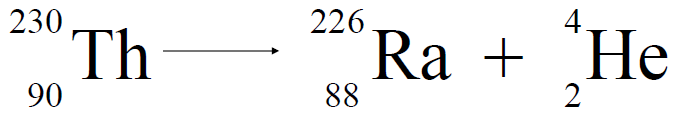 ²³⁰₉₀Th ⟶ ²²⁶₈₈Ra + ⁴₂He